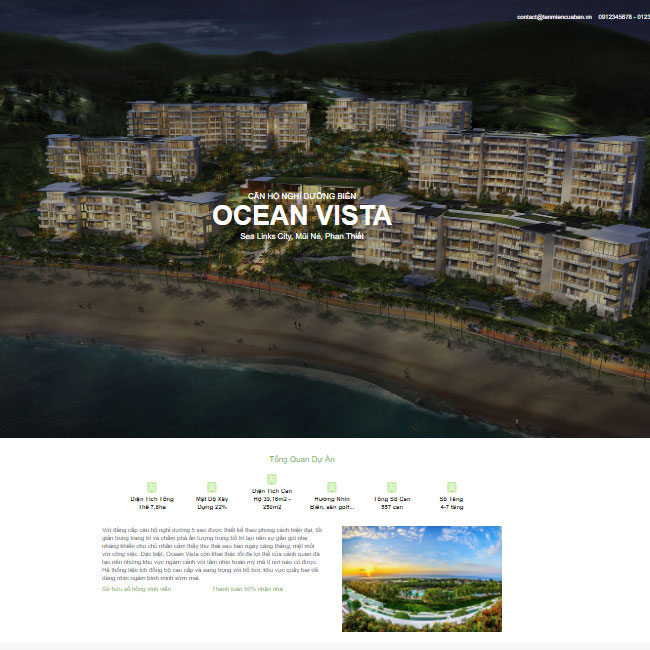 contact@tenmiencuaban.vn 0912345678 - 0123
CĂN HỘ NGHỈ DƯỠNG BIỂN
OCEAN VISTA
Sea Links City, Mũi Né, Phan Thiết
Tổng Quan Dự Án
Diện Tích Tổng Thể 7,8ha
Mật Độ Xây Dựng 22%
Diện Tích Căn Hộ 39,16m2 - 250m2
Hướng Nhìn Biển, sân golf...
Tổng Số Căn 557 căn
Số Tầng 4-7 tầng
Với đẳng cấp căn hộ nghỉ dưỡng 5 sao được thiết kế theo phong cách hiện đại, tối
giản trong trang trí và chấm phá ấn tượng trong bố trí tạo nên sự gần gũi nhẹ
nhàng khiến cho chủ nhân cảm thấy thư thái sau bao ngày căng thẳng, mệt mỏi
với công việc. Đặc biệt, Ocean Vista còn khai thác tối đa lợi thế của cảnh quan đã
tạo nên những khu vực ngắm cảnh với tầm nhìn hoàn mỹ mà ít nơi nào có được.
Hệ thống tiện ích đồng bộ cao cấp và sang trọng với hồ bơi, khu vực quầy bar để
dàng nhìn ngắm bình minh sớm mai.
Sở hữu sổ hồng vĩnh viễn
Thanh toán 50% nhận nhà